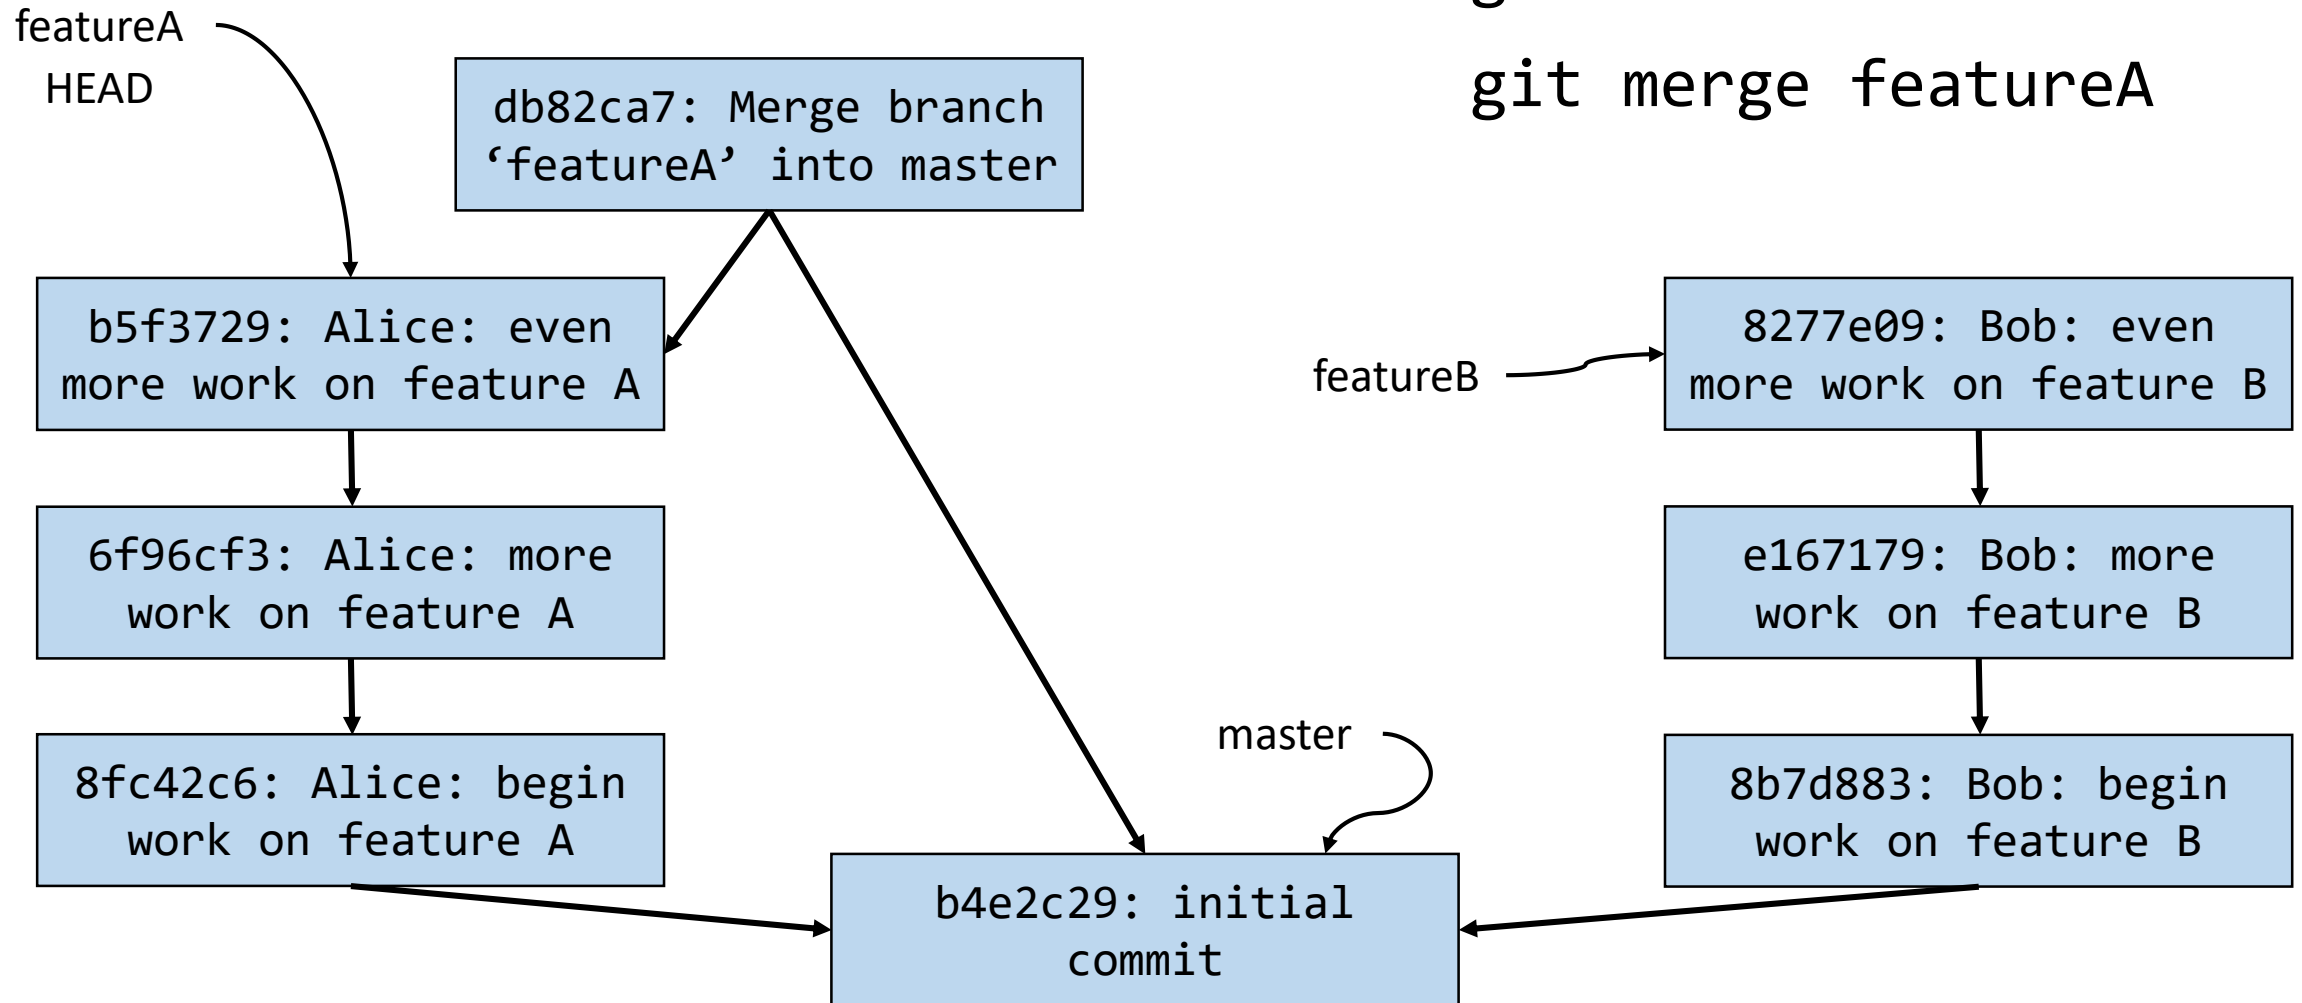 featureA
HEAD
git merge featureA
db82ca7: Merge branch
‘featureA’ into master
b5f3729: Alice: even
more work on feature A
featureB
8277e09: Bob: even
more work on feature B
6f96cf3: Alice: more
work on feature A
e167179: Bob: more
work on feature B
master
8fc42c6: Alice: begin
work on feature A
8b7d883: Bob: begin
work on feature B
b4e2c29: initial
commit